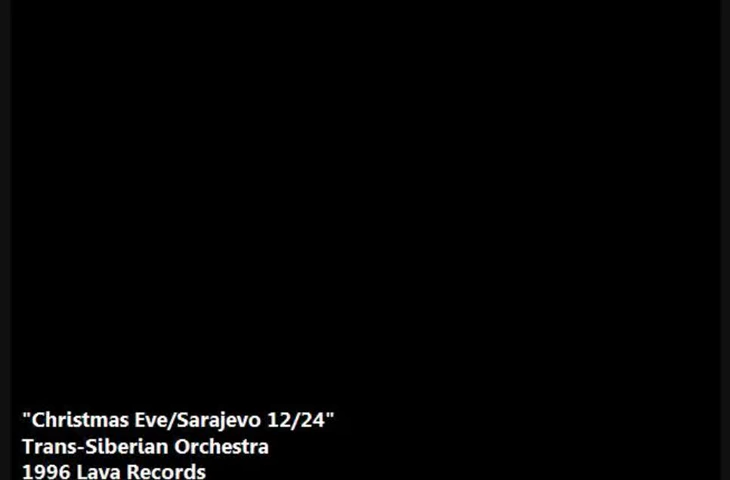 "Christmas Eve/Sarajevo 12/24"
Trans-Siberian Orchestra
1996 Lava Records